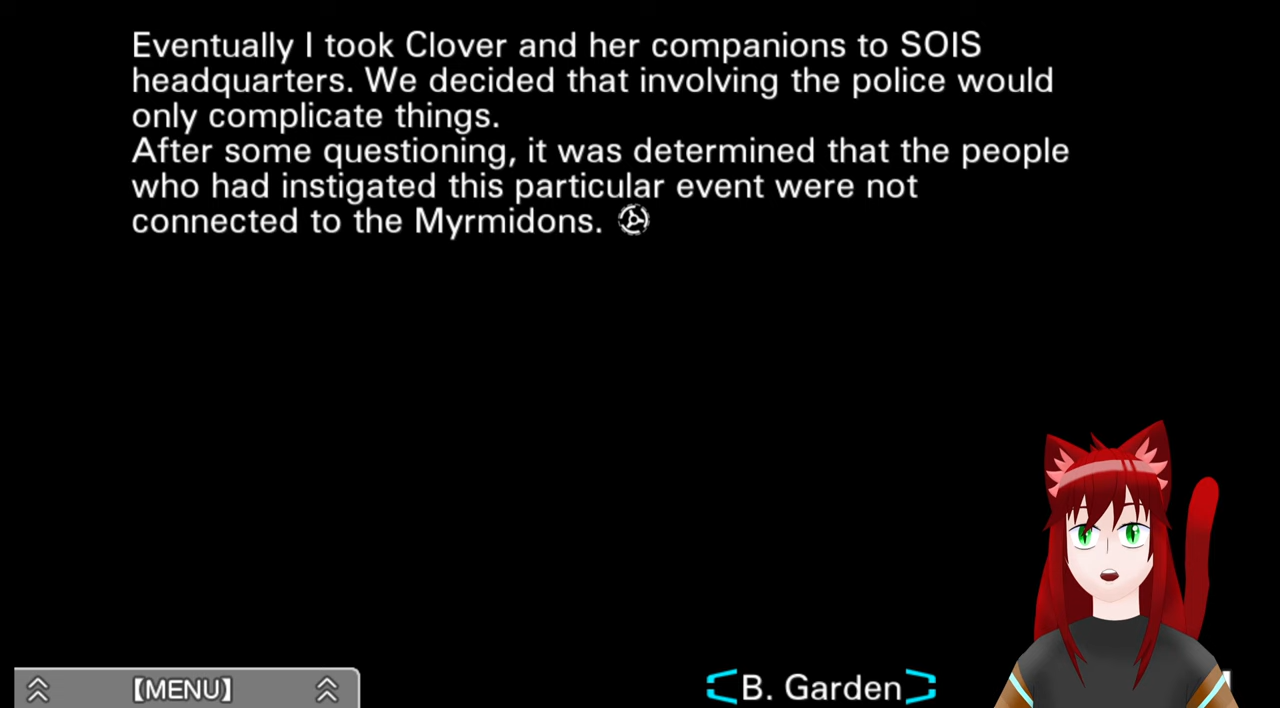 Eventually I took Clover and her companions to SOIS
headquarters. We decided that involving the police would
only complicate things.
After some questioning, it was determined that the people
who had instigated this particular event were not
connected to the Myrmidons.
【MENU】
B. Garden